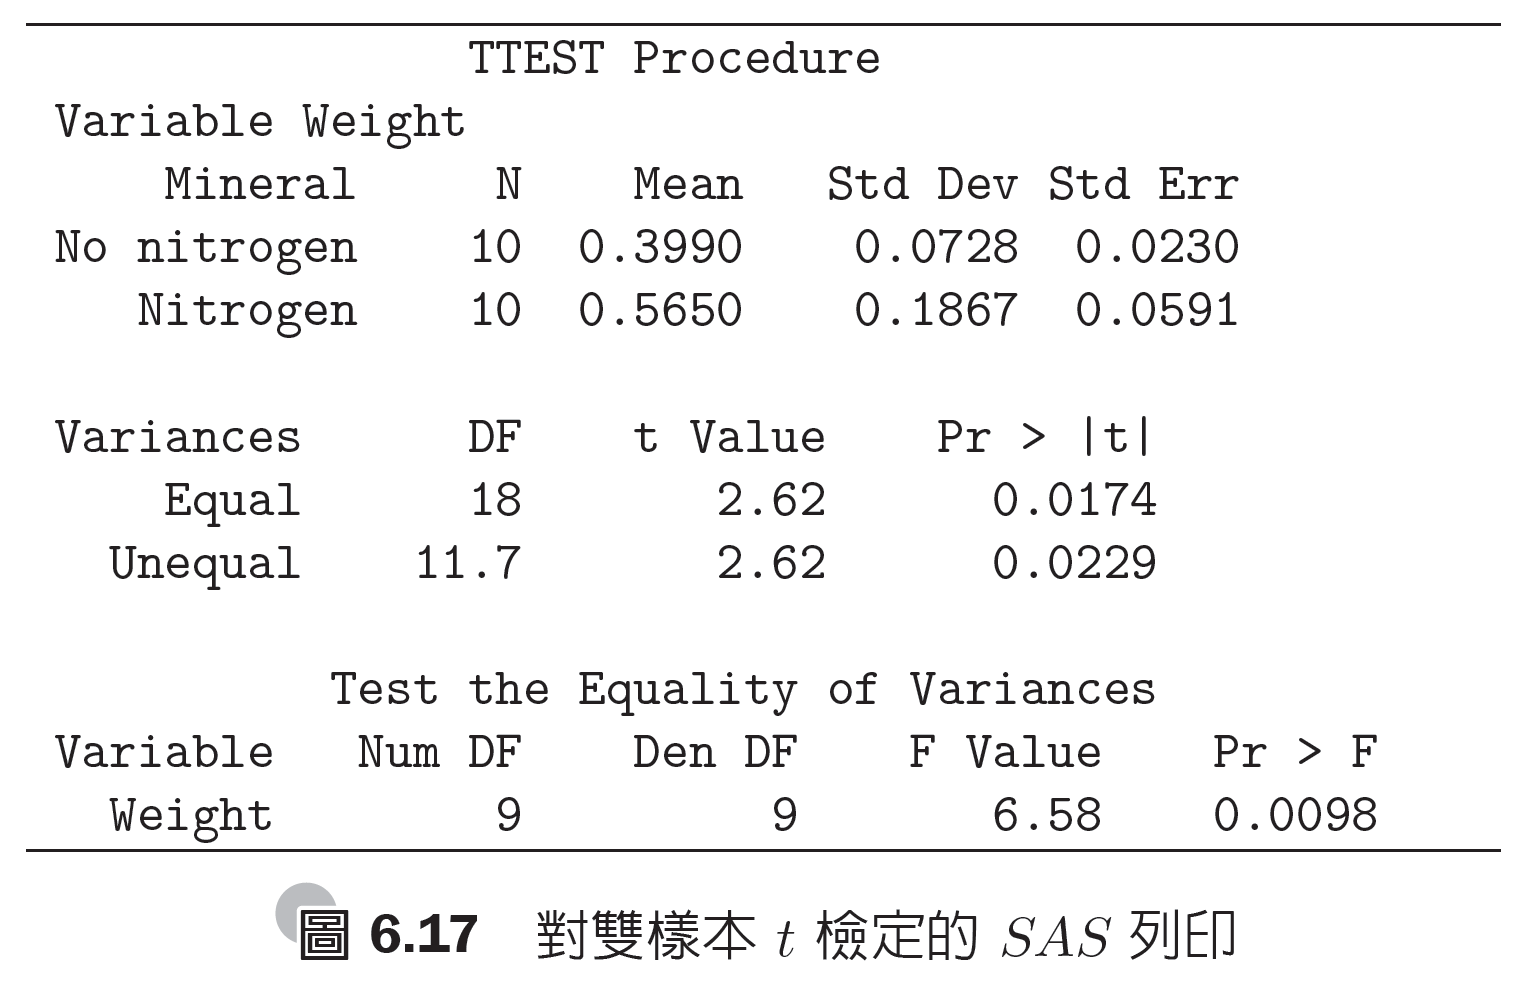 TTEST Procedure
Variable Weight
Mineral N Mean Std Dev Std Err
No nitrogen 10 0.3990 0.0728 0.0230
Nitrogen 10 0.5650 0.1867 0.0591
Variances DF t Value Pr > |t|
Equal 18 2.62 0.0174
Unequal 11.7 2.62 0.0229
Test the Equality of Variances
Variable Num DF Den DF F Value Pr > F
Weight 9 9 6.58 0.0098
圖 6.17 對雙樣本 t 檢定的 SAS 列印